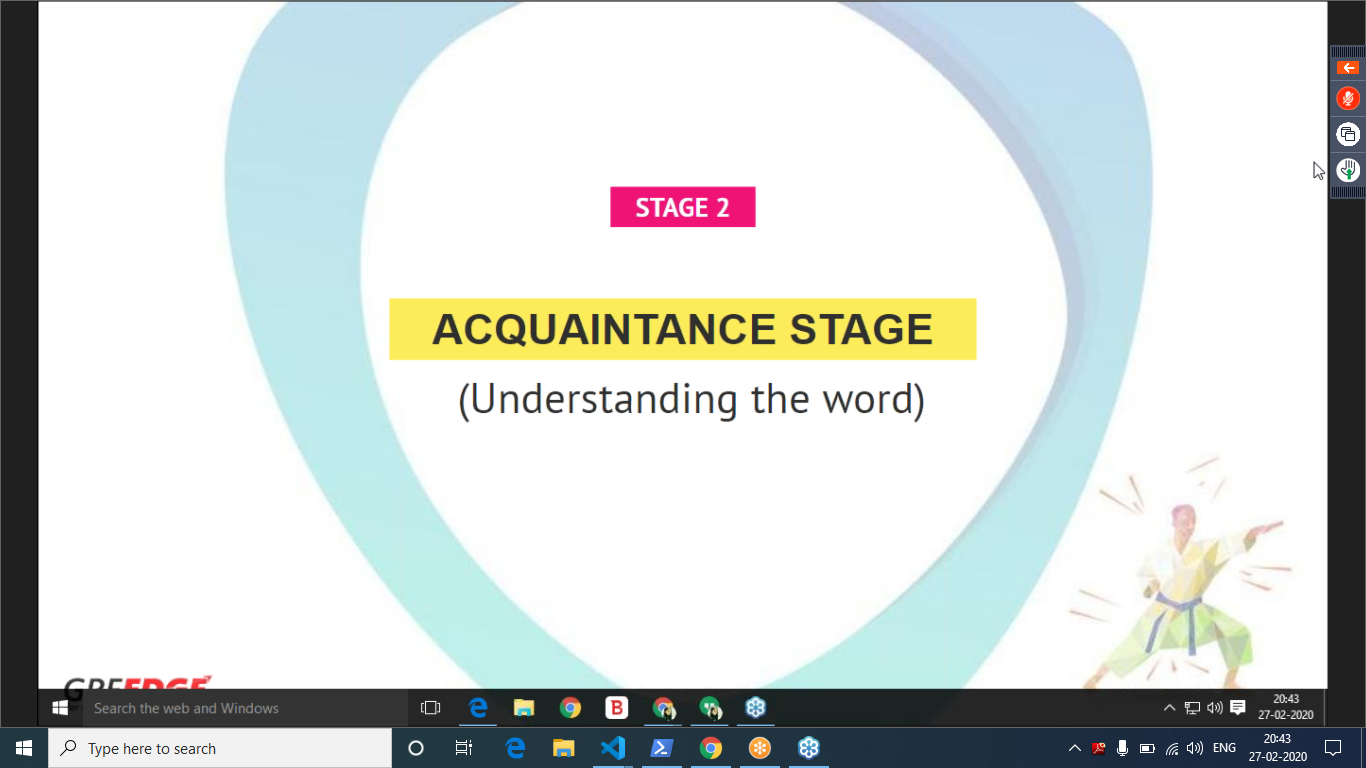 STAGE 2
ACQUAINTANCE STAGE
(Understanding the word)
GREEDGE
Search the web and Windows
B
20:43
27-02-2020
Type here to search
ENG
20:43
27-02-2020